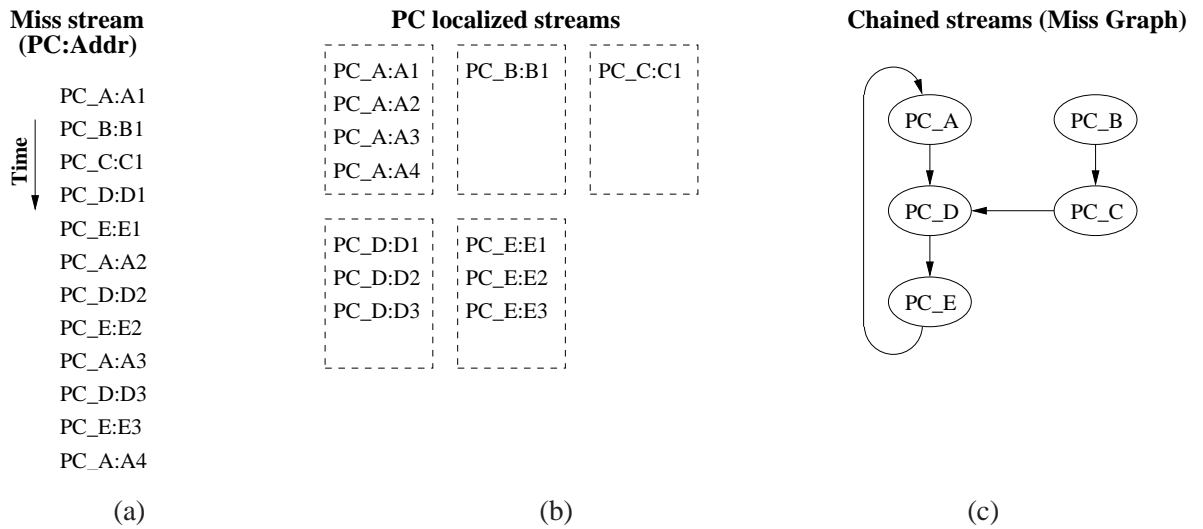 Miss stream
(PC:Addr)
Time
PC_A:A1
PC_B:B1
PC_C:C1
PC_D:D1
PC_E:E1
PC_A:A2
PC_D:D2
PC_E:E2
PC_A:A3
PC_D:D3
PC_E:E3
PC_A:A4
(a)
PC localized streams
PC_A:A1
PC_A:A2
PC_A:A3
PC_A:A4
PC_B:B1
PC_C:C1
PC_D:D1
PC_D:D2
PC_D:D3
PC_E:E1
PC_E:E2
PC_E:E3
(b)
Chained streams (Miss Graph)
PC_A
PC_B
PC_D
PC_C
PC_E
(c)